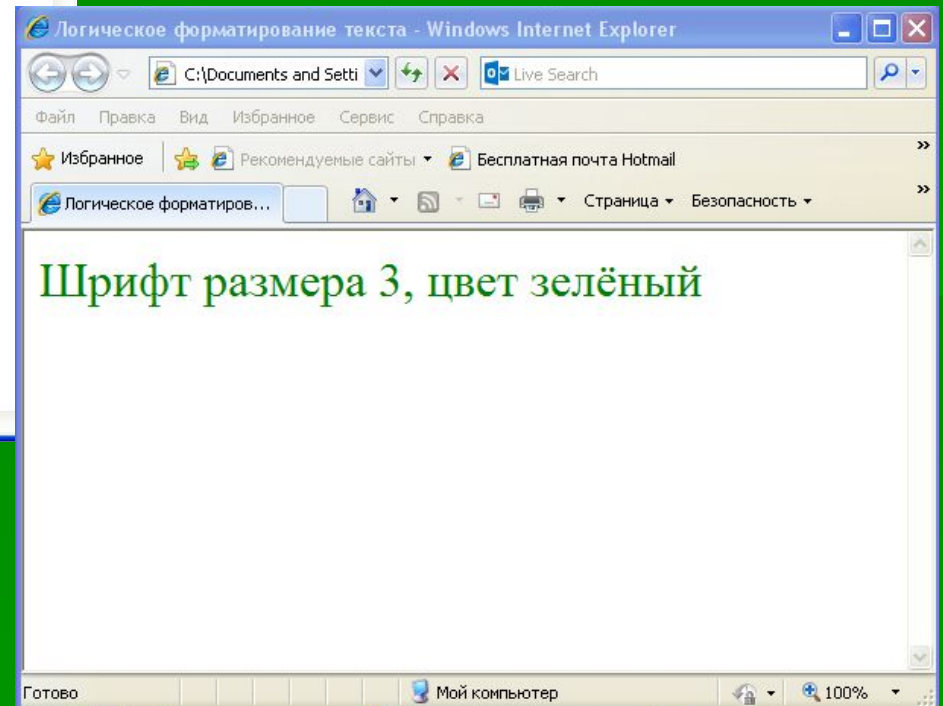 Логическое форматирование текста - Windows Internet Explorer
C:\Documents and Setti
Live Search
Файл Правка Вид Избранное Сервис Справка
Избранное Рекомендуемые сайты Бесплатная почта Hotmail
Логическое форматиров... Страница Безопасность
Шрифт размера 3, цвет зелёный
Готово Мой компьютер 100%